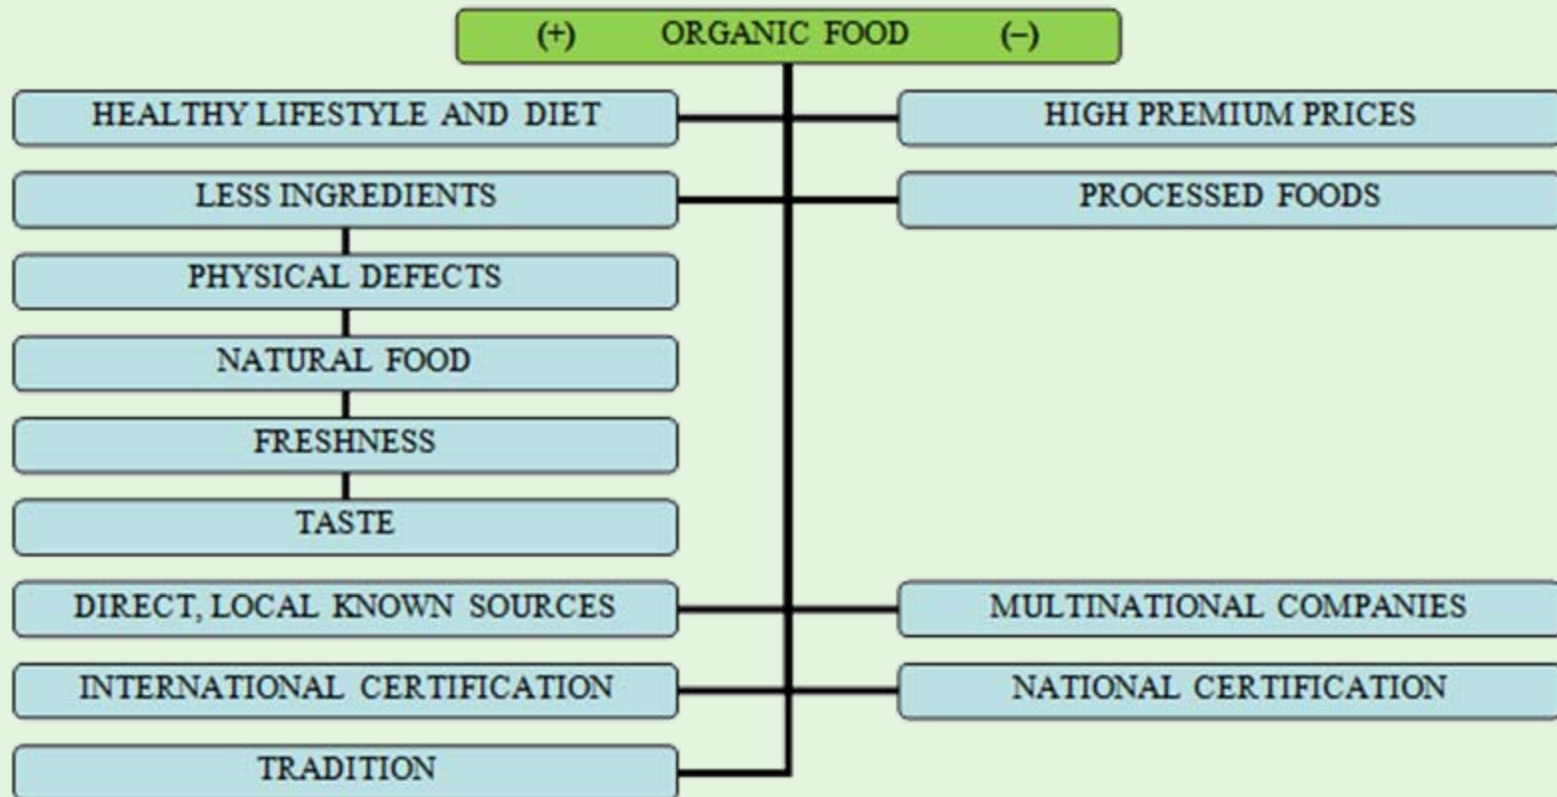 (+) ORGANIC FOOD (–)
HEALTHY LIFESTYLE AND DIET
HIGH PREMIUM PRICES
LESS INGREDIENTS
PROCESSED FOODS
PHYSICAL DEFECTS
NATURAL FOOD
FRESHNESS
TASTE
DIRECT, LOCAL KNOWN SOURCES
MULTINATIONAL COMPANIES
INTERNATIONAL CERTIFICATION
NATIONAL CERTIFICATION
TRADITION